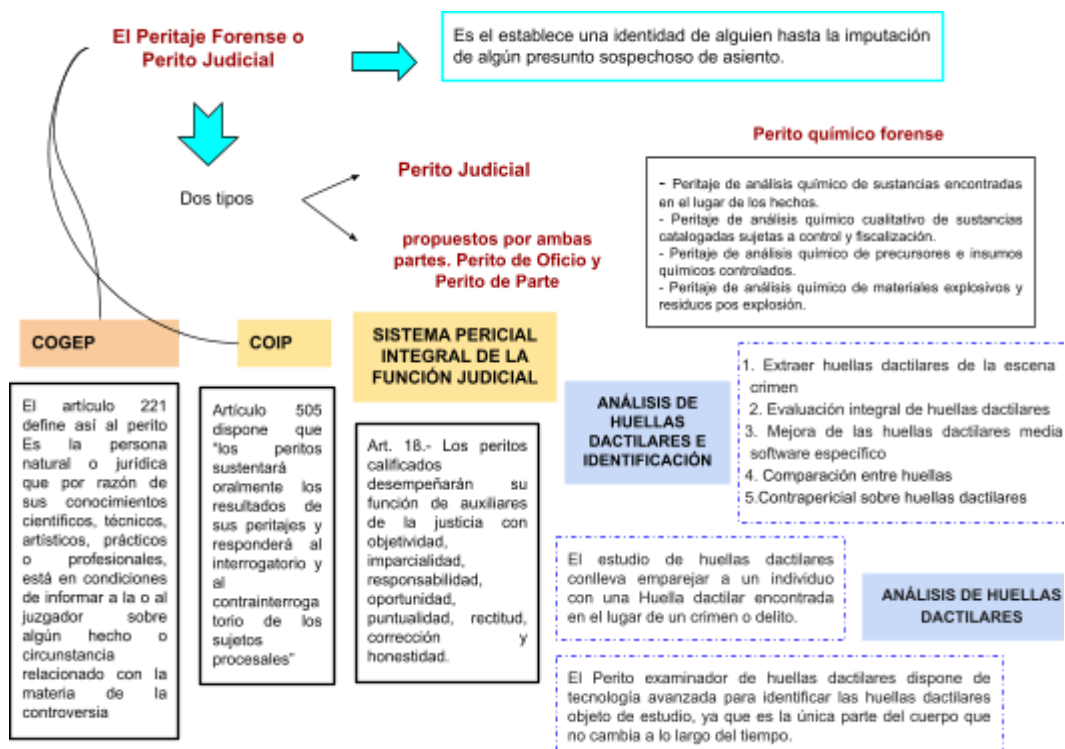 El Peritaje Forense o
Perito Judicial
Es el establece una identidad de alguien hasta la imputación
de algún presunto sospechoso de asiento.
Dos tipos
Perito Judicial
propuestos por ambas
partes. Perito de Oficio y
Perito de Parte
Perito químico forense
- Peritaje de análisis químico de sustancias encontradas
en el lugar de los hechos.
- Peritaje de análisis químico cualitativo de sustancias
catalogadas sujetas a control y fiscalización.
- Peritaje de análisis químico de precursores e insumos
químicos controlados.
- Peritaje de análisis químico de materiales explosivos y
residuos pos explosión.
COGEP
El artículo 221
define así al perito
Es la persona
natural o jurídica
que por razón de
sus conocimientos
científicos, técnicos,
artísticos, prácticos
o profesionales,
está en condiciones
de informar a la o al
juzgador sobre
algún hecho o
circunstancia
relacionado con la
materia de la
controversia
COIP
Artículo 505
dispone que
"los peritos
sustentará
oralmente los
resultados de
sus peritajes y
responderá al
interrogatorio y
al
contrainterroga
torio de los
sujetos
procesales"
SISTEMA PERICIAL
INTEGRAL DE LA
FUNCIÓN JUDICIAL
Art. 18.- Los peritos
calificados
desempeñarán su
función de auxiliares
de la justicia con
objetividad,
imparcialidad,
responsabilidad,
oportunidad,
puntualidad, rectitud,
corrección y
honestidad.
ANÁLISIS DE
HUELLAS
DACTILARES E
IDENTIFICACIÓN
1. Extraer huellas dactilares de la escena
crimen
2. Evaluación integral de huellas dactilares
3. Mejora de las huellas dactilares media
software específico
4. Comparación entre huellas
5.Contrapericial sobre huellas dactilares
El estudio de huellas dactilares
conlleva emparejar a un individuo
con una Huella dactilar encontrada
en el lugar de un crimen o delito.
ANÁLISIS DE HUELLAS
DACTILARES
El Perito examinador de huellas dactilares dispone de
tecnología avanzada para identificar las huellas dactilares
objeto de estudio, ya que es la única parte del cuerpo que
no cambia a lo largo del tiempo.